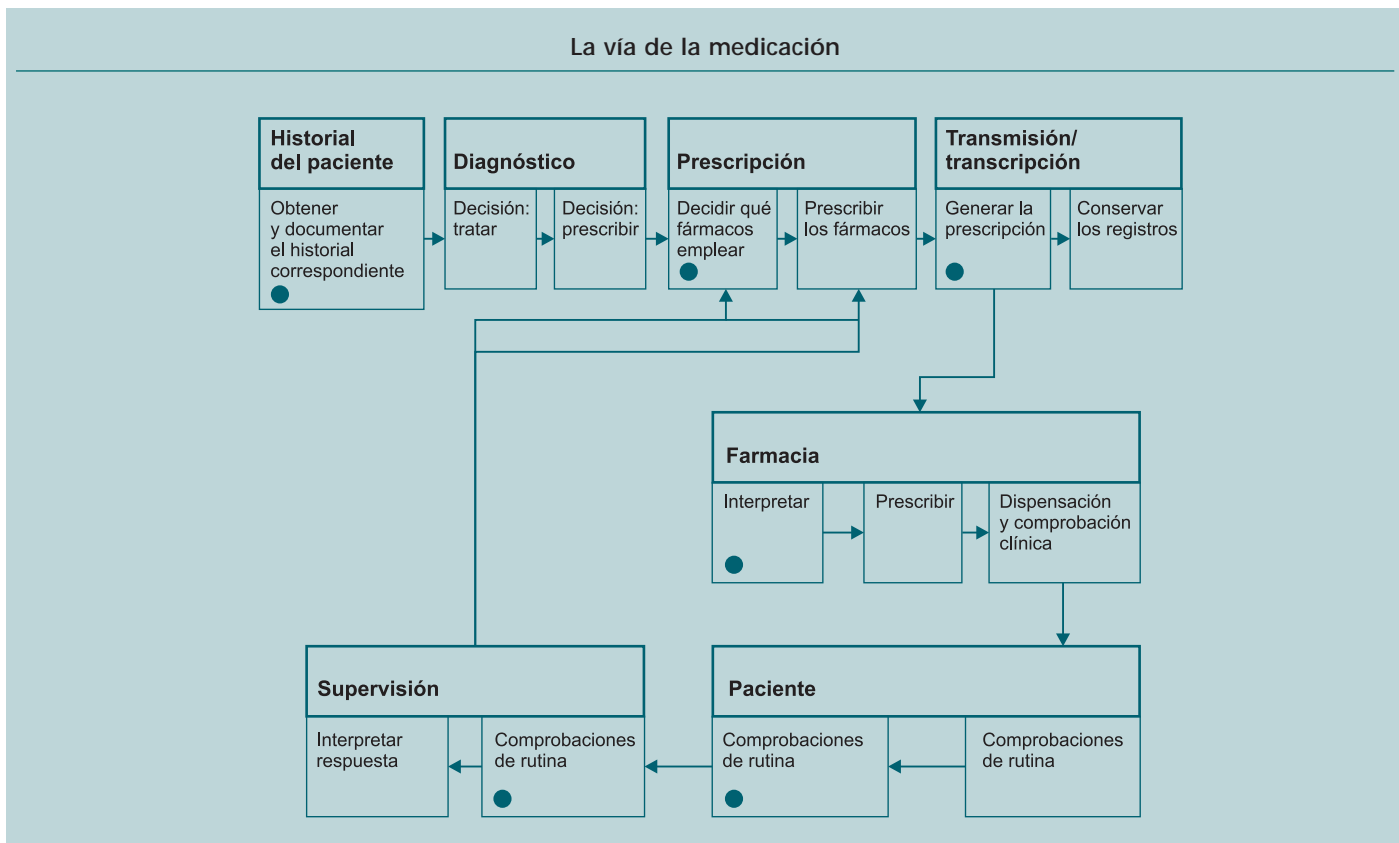 La vía de la medicación
Historial
del paciente
Obtener
y documentar
el historial
correspondiente
Diagnóstico
Decisión:
tratar
Decisión:
prescribir
Prescripción
Decidir qué
fármacos
emplear
Prescribir
los fármacos
Transmisión/
transcripción
Generar la
prescripción
Conservar
los registros
Farmacia
Interpretar
Prescribir
Dispensación
y comprobación
clínica
Supervisión
Interpretar
respuesta
Comprobaciones
de rutina
Paciente
Comprobaciones
de rutina
Comprobaciones
de rutina